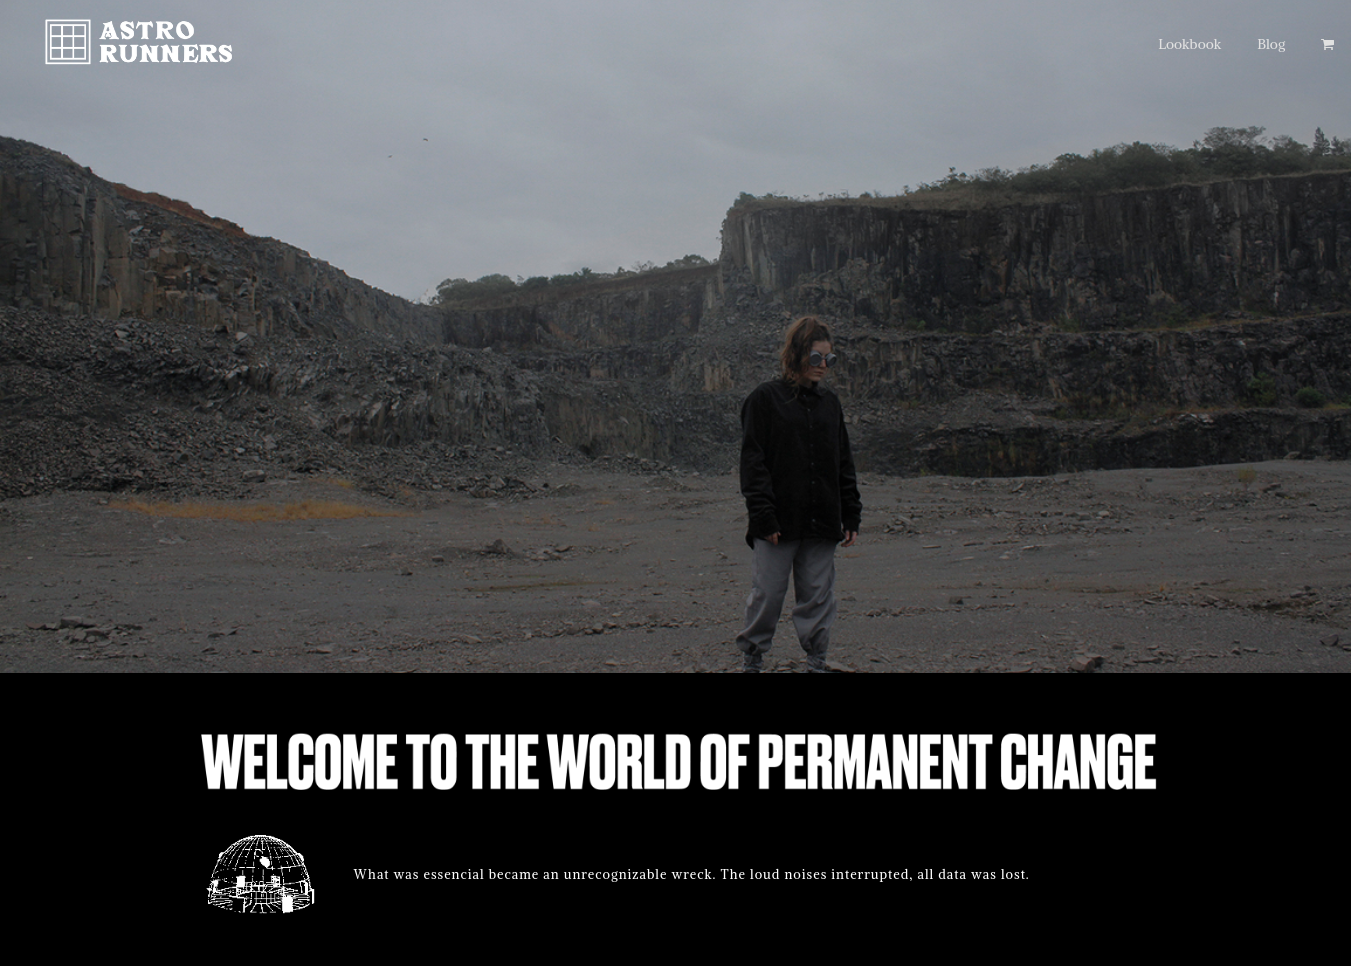 ASTRO
RUNNERS
Lookbook Blog
WELCOME TO THE WORLD OF PERMANENT CHANGE
What was essencial became an unrecognizable wreck. The loud noises interrupted, all data was lost.